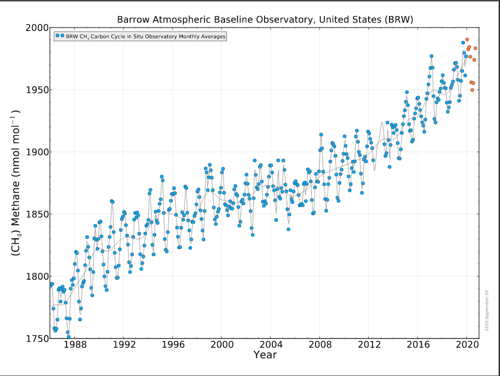 Barrow Atmospheric Baseline Observatory, United States (BRW)
BRW CH₄ Carbon Cycle in Situ Observatory Monthly Averages
2000
1950
1900
1850
1800
1750
(CH₄) Methane (nmol mol⁻¹)
1988 1992 1996 2000 2004 2008 2012 2016 2020
Year